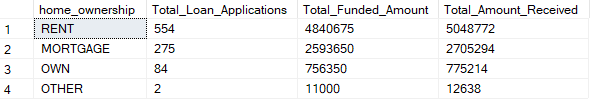 home_ownership Total_Loan_Applications Total_Funded_Amount Total_Amount_Received
1 RENT 554 4840675 5048772
2 MORTGAGE 275 2593650 2705294
3 OWN 84 756350 775214
4 OTHER 2 11000 12638